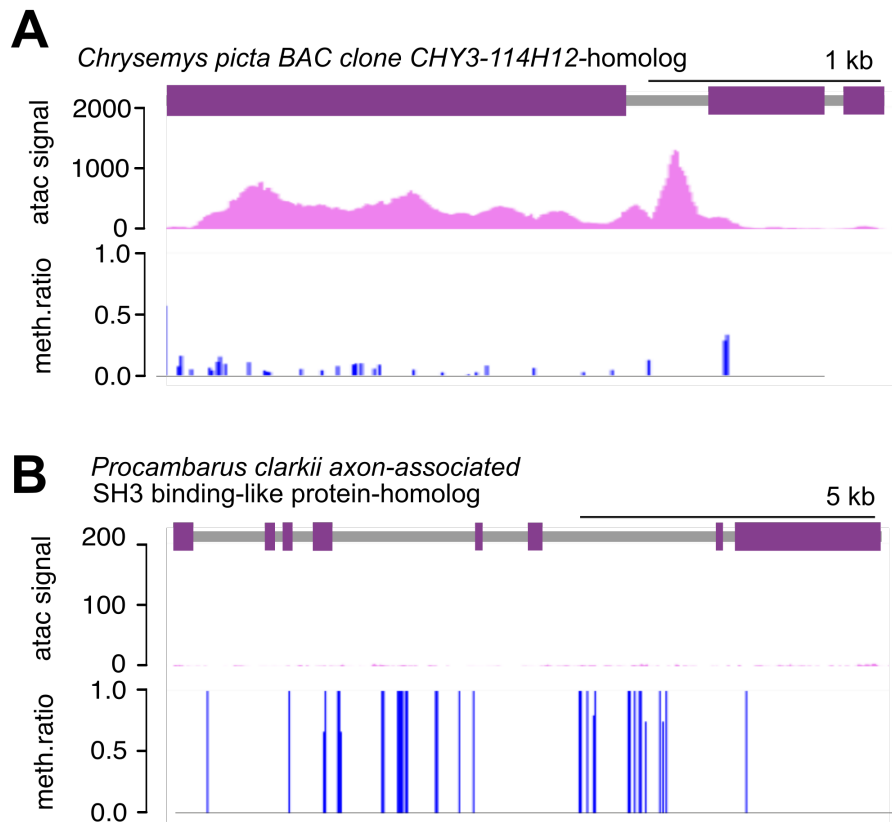 A
Chrysemys picta BAC clone CHY3-114H12-homolog
1 kb
atac signal
2000
1000
0
meth.ratio
1.0
0.5
0.0
B
Procambarus clarkii axon-associated
SH3 binding-like protein-homolog
5 kb
atac signal
200
100
0
meth.ratio
1.0
0.5
0.0